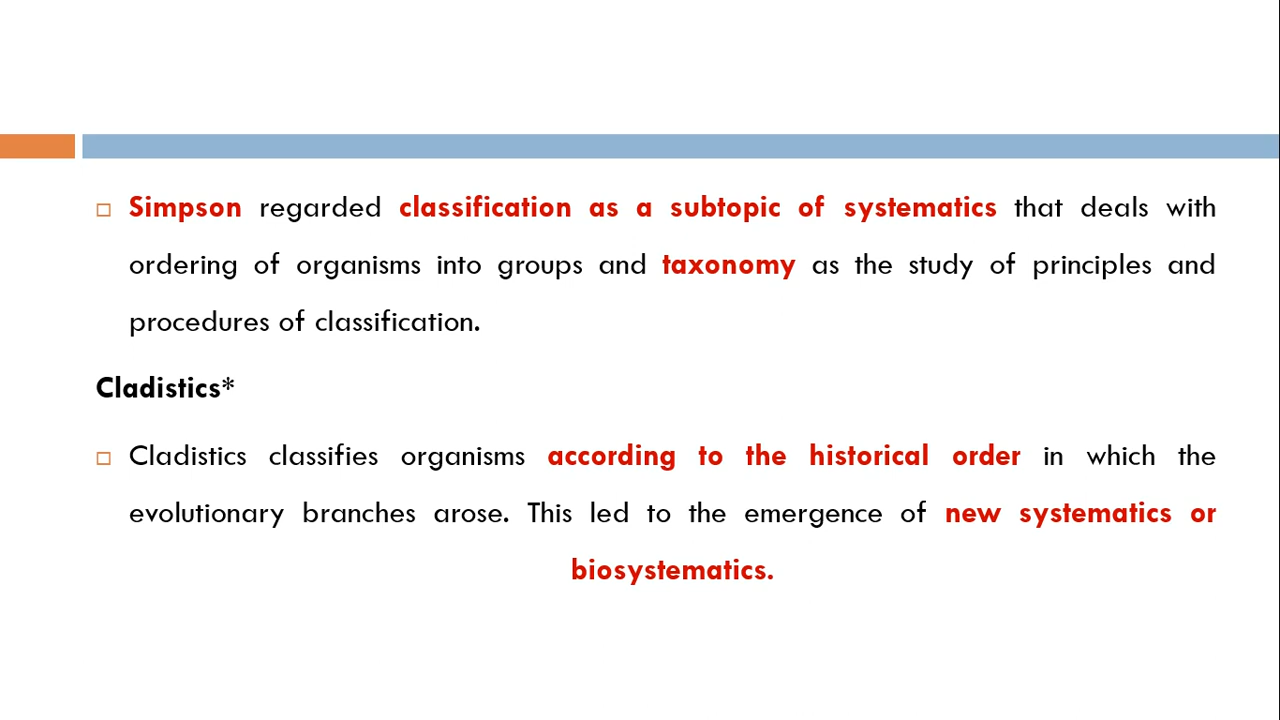 Simpson regarded classification as a subtopic of systematics that deals with
ordering of organisms into groups and taxonomy as the study of principles and
procedures of classification.
Cladistics*
Cladistics classifies organisms according to the historical order in which the
evolutionary branches arose. This led to the emergence of new systematics or
biosystematics.